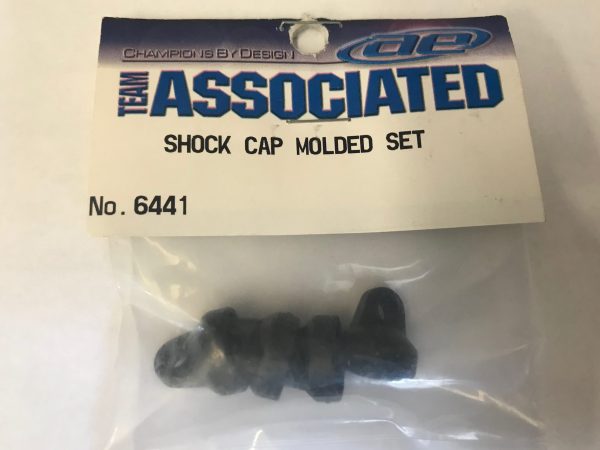 CHAMPIONS BY DESIGN
ae
TEAM ASSOCIATED
SHOCK CAP MOLDED SET
No. 6441